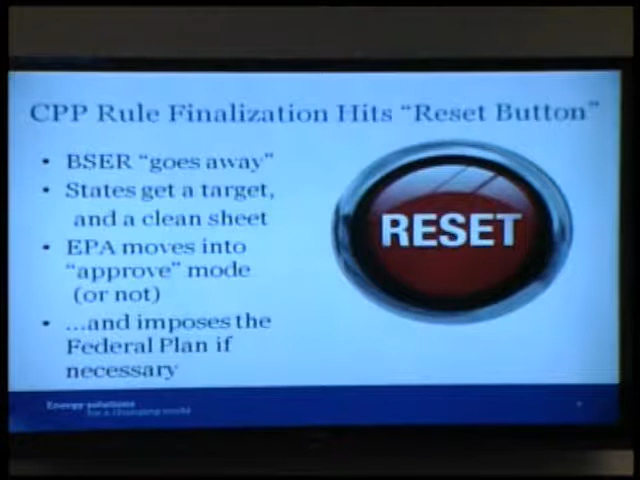 CPP Rule Finalization Hits "Reset Button"
• BSER "goes away"
• States get a target,
and a clean sheet
• EPA moves into
"approve" mode
(or not)
• ...and imposes the
Federal Plan if
necessary
RESET
Energy solutions
for a changing world